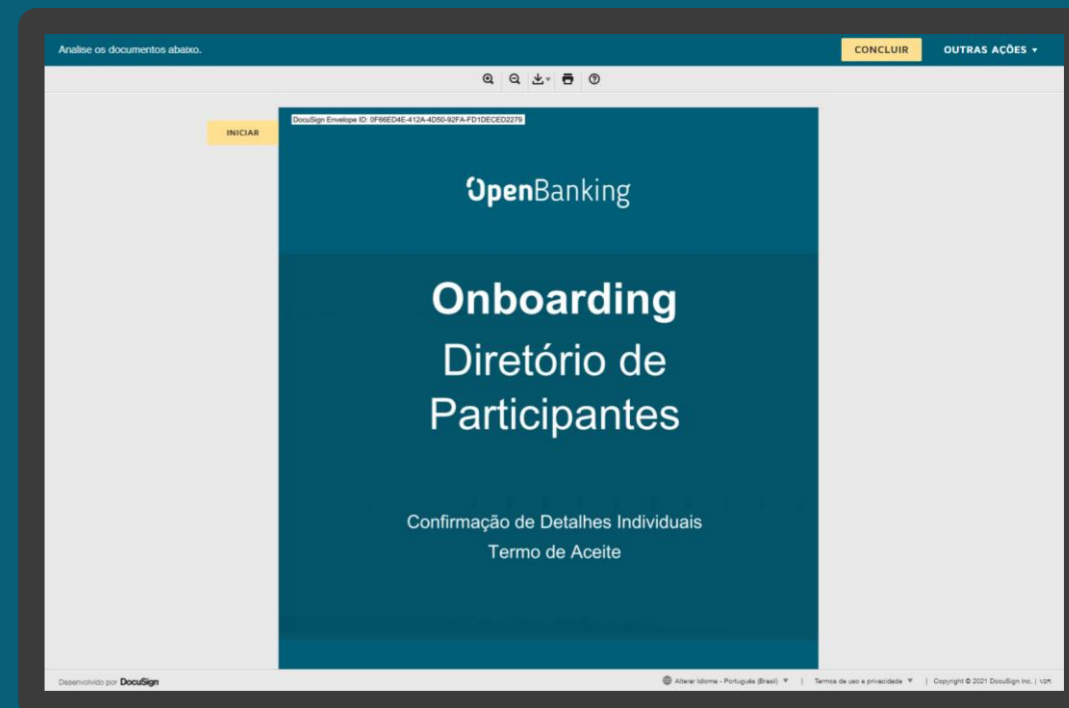 Analise os documentos abaixo.
CONCLUIR
OUTRAS AÇÕES
INICIAR
DocuSign Envelope ID: 0F66ED4E-412A-4D50-92FA-FD1DECED2279
OpenBanking
Onboarding
Diretório de
Participantes
Confirmação de Detalhes Individuais
Termo de Aceite
Desenvolvido por DocuSign
Alterar Idioma - Português (Brasil) | Termos de uso e privacidade | Copyright © 2021 DocuSign Inc. | V2R